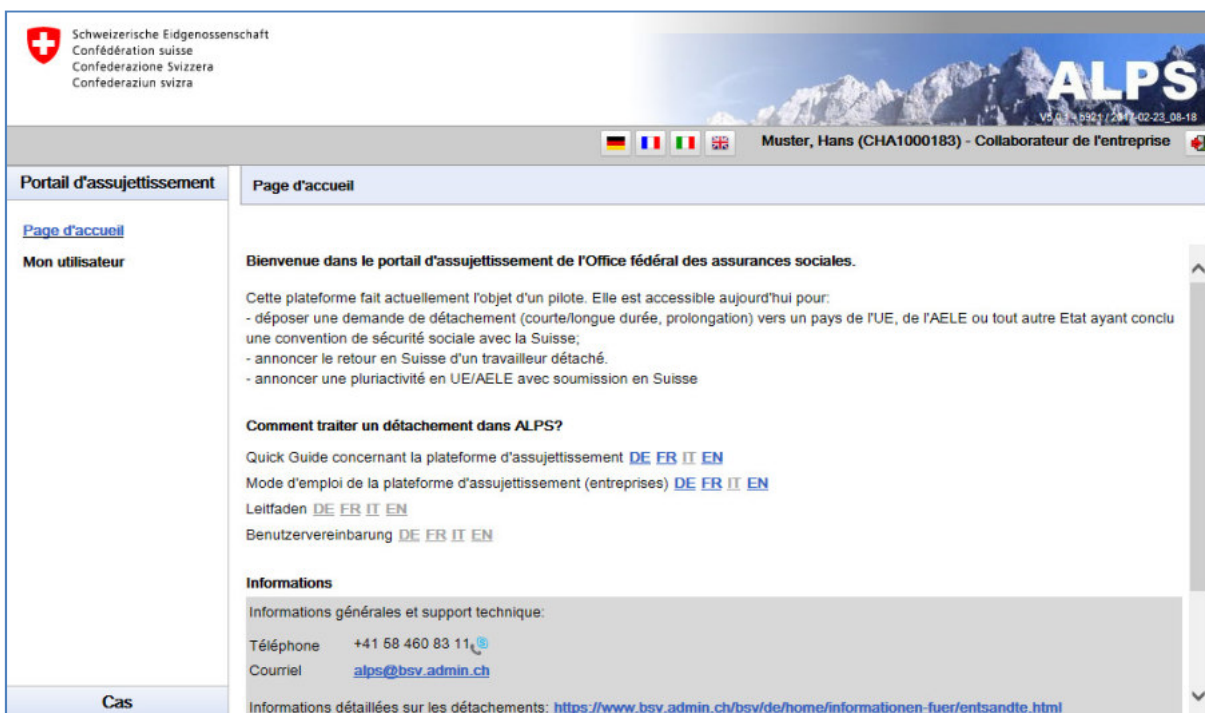 Schweizerische Eidgenossenschaft
Confédération suisse
Confederazione Svizzera
Confederaziun svizra
ALPS
Muster, Hans (CHA1000183) - Collaborateur de l'entreprise
Portail d'assujettissement
Page d'accueil
Page d'accueil
Mon utilisateur
Bienvenue dans le portail d'assujettissement de l'Office fédéral des assurances sociales.
Cette plateforme fait actuellement l'objet d'un pilote. Elle est accessible aujourd'hui pour:
- déposer une demande de détachement (courte/longue durée, prolongation) vers un pays de l'UE, de l'AELE ou tout autre Etat ayant conclu
une convention de sécurité sociale avec la Suisse;
- annoncer le retour en Suisse d'un travailleur détaché.
- annoncer une pluriactivité en UE/AELE avec soumission en Suisse
Comment traiter un détachement dans ALPS?
Quick Guide concernant la plateforme d'assujettissement DE FR IT EN
Mode d'emploi de la plateforme d'assujettissement (entreprises) DE FR IT EN
Leitfaden DE FR IT EN
Benutzervereinbarung DE FR IT EN
Informations
Informations générales et support technique:
Téléphone +41 58 460 83 11
Courriel alps@bsv.admin.ch
Cas
Informations détaillées sur les détachements: https://www.bsv.admin.ch/bsv/de/home/informationen-fuer/entsandte.html